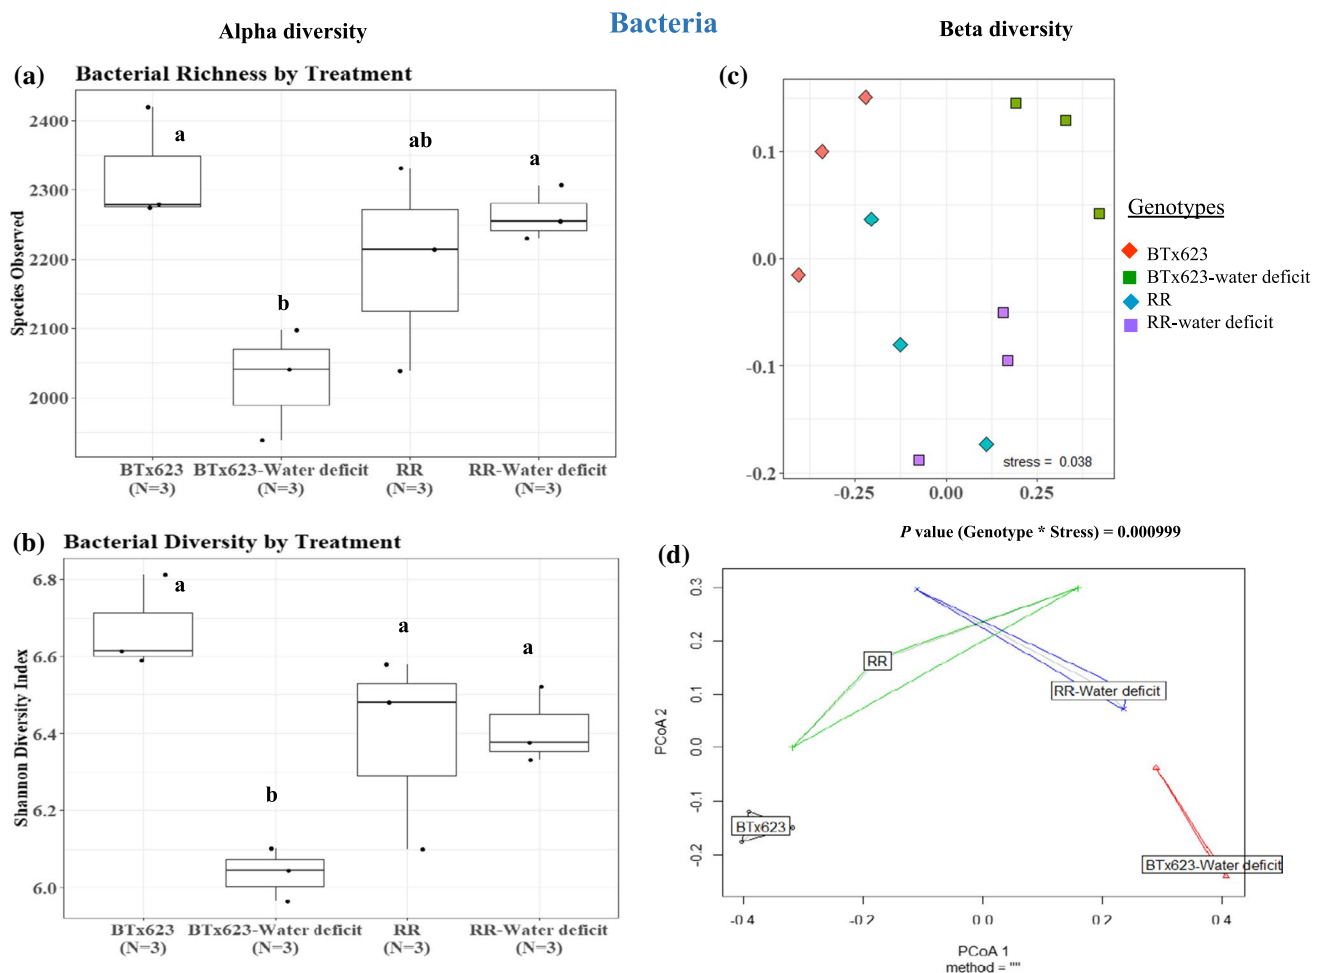 Bacteria
Alpha diversity
Beta diversity
(a)
Bacterial Richness by Treatment
Species Observed
2400
2300
2200
2100
2000
a
b
ab
a
BTx623
(N=3)
BTx623-Water deficit
(N=3)
RR
(N=3)
RR-Water deficit
(N=3)
(b)
Bacterial Diversity by Treatment
Shannon Diversity Index
6.8
6.6
6.4
6.2
6.0
a
b
a
a
BTx623
(N=3)
BTx623-Water deficit
(N=3)
RR
(N=3)
RR-Water deficit
(N=3)
(c)
0.1
0.0
-0.1
-0.2
-0.25
0.00
0.25
stress = 0.038
Genotypes
BTx623
BTx623-water deficit
RR
RR-water deficit
P value (Genotype * Stress) = 0.000999
(d)
PCoA 2
0.3
0.2
0.1
0.0
-0.1
-0.2
RR
RR-Water deficit
BTx623
BTx623-Water deficit
-0.4
-0.2
0.0
0.2
0.4
PCoA 1
method = ""